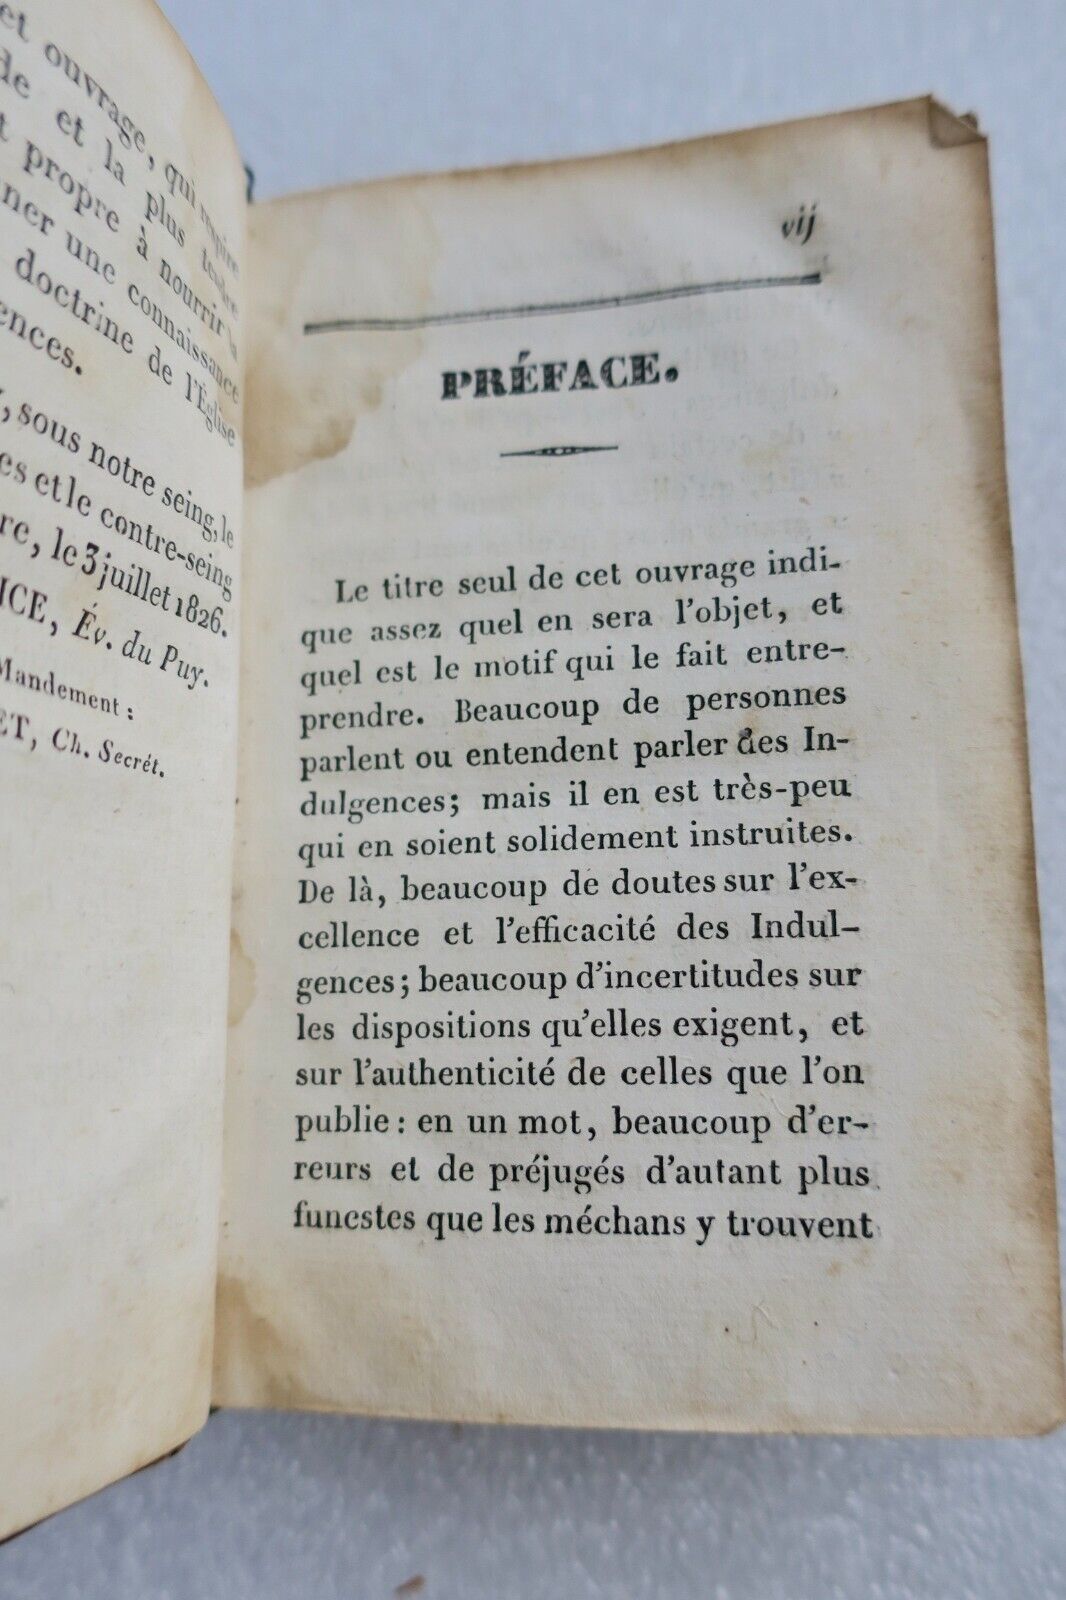 et ouvrage, qui respire
de et la plus tendre
t propre à nourrir la
ner une connaissance
doctrine de l'Église
ences.
, sous notre seing, le
es et le contre-seing
re, le 3 juillet 1826.
NCE, Év. du Puy.
Mandement :
ET, Ch. Secrét.
vij
PRÉFACE.
Le titre seul de cet ouvrage indi-
que assez quel en sera l'objet, et
quel est le motif qui le fait entre-
prendre. Beaucoup de personnes
parlent ou entendent parler des In-
dulgences; mais il en est très-peu
qui en soient solidement instruites.
De là, beaucoup de doutes sur l'ex-
cellence et l'efficacité des Indul-
gences; beaucoup d'incertitudes sur
les dispositions qu'elles exigent, et
sur l'authenticité de celles que l'on
publie : en un mot, beaucoup d'er-
reurs et de préjugés d'autant plus
funestes que les méchans y trouvent